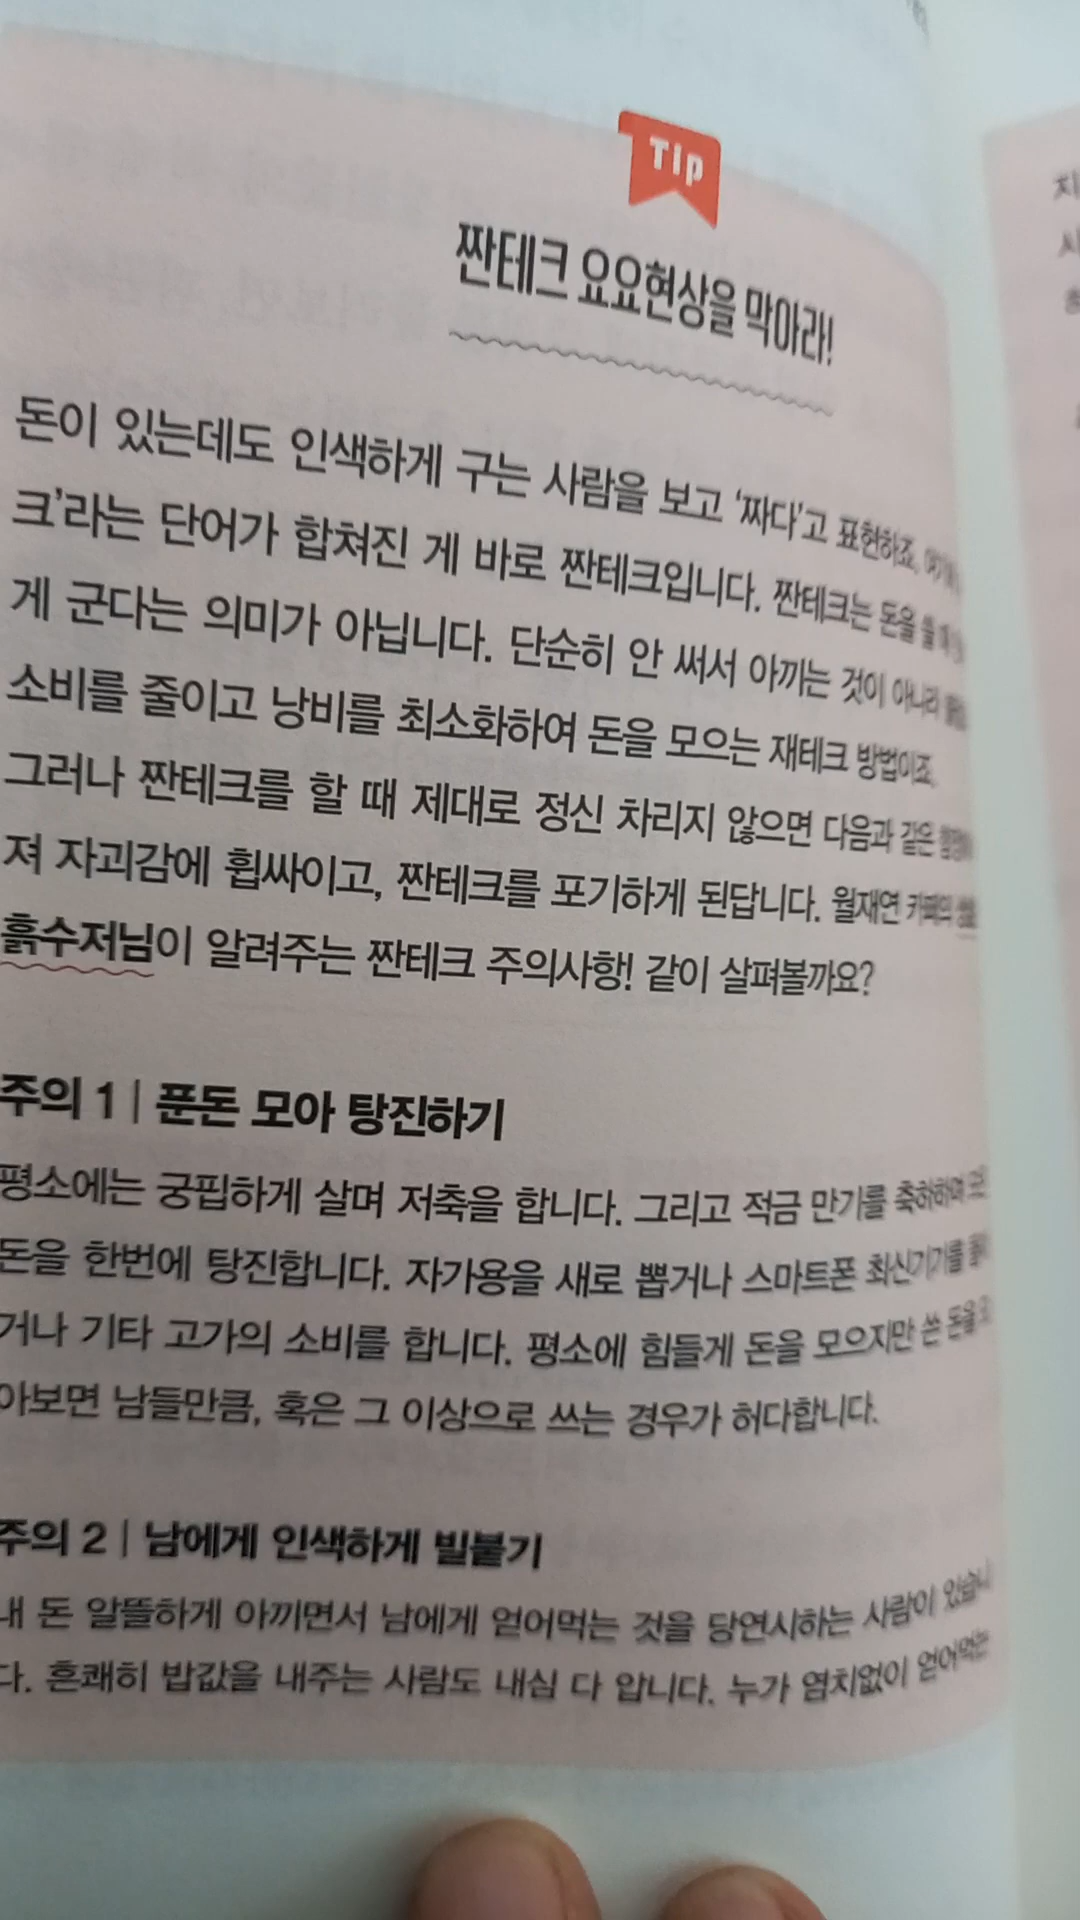 TIP
짠테크 요요현상을 막아라!
돈이 있는데도 인색하게 구는 사람을 보고 '짜다'고 표현하죠.
크'라는 단어가 합쳐진 게 바로 짠테크입니다. 짠테크는 돈을 쓸 때
게 군다는 의미가 아닙니다. 단순히 안 써서 아끼는 것이 아니라
소비를 줄이고 낭비를 최소화하여 돈을 모으는 재테크 방법이죠.
그러나 짠테크를 할 때 제대로 정신 차리지 않으면 다음과 같은
져 자괴감에 휩싸이고, 짠테크를 포기하게 된답니다. 월재연 카페의
흙수저님이 알려주는 짠테크 주의사항! 같이 살펴볼까요?
주의 1 | 푼돈 모아 탕진하기
평소에는 궁핍하게 살며 저축을 합니다. 그리고 적금 만기를 축하하며
돈을 한번에 탕진합니다. 자가용을 새로 뽑거나 스마트폰 최신기기를
거나 기타 고가의 소비를 합니다. 평소에 힘들게 돈을 모으지만 쓴 돈을
아보면 남들만큼, 혹은 그 이상으로 쓰는 경우가 허다합니다.
주의 2 | 남에게 인색하게 빌붙기
내 돈 알뜰하게 아끼면서 남에게 얻어먹는 것을 당연시하는 사람이 있습니
다. 흔쾌히 밥값을 내주는 사람도 내심 다 압니다. 누가 염치없이 얻어먹는